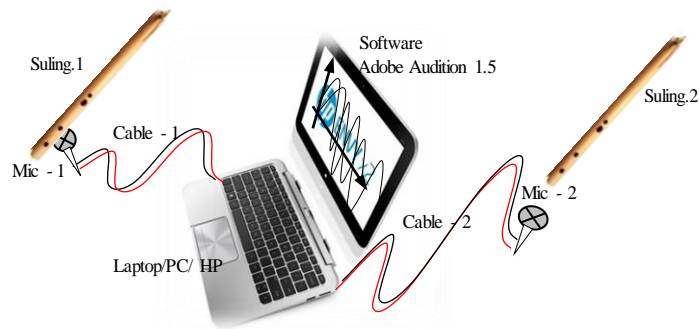 Software
Adobe Audition 1.5
Suling.1
Suling.2
Cable - 1
Mic - 1
Mic - 2
Cable - 2
Laptop/PC/ HP